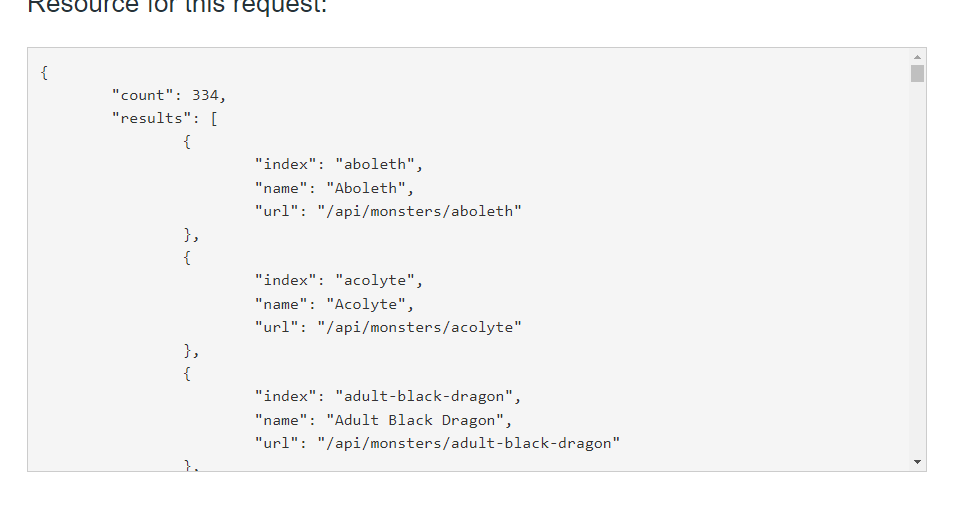 Resource for this request:
{
"count": 334,
"results": [
{
"index": "aboleth",
"name": "Aboleth",
"url": "/api/monsters/aboleth"
},
{
"index": "acolyte",
"name": "Acolyte",
"url": "/api/monsters/acolyte"
},
{
"index": "adult-black-dragon",
"name": "Adult Black Dragon",
"url": "/api/monsters/adult-black-dragon"
},